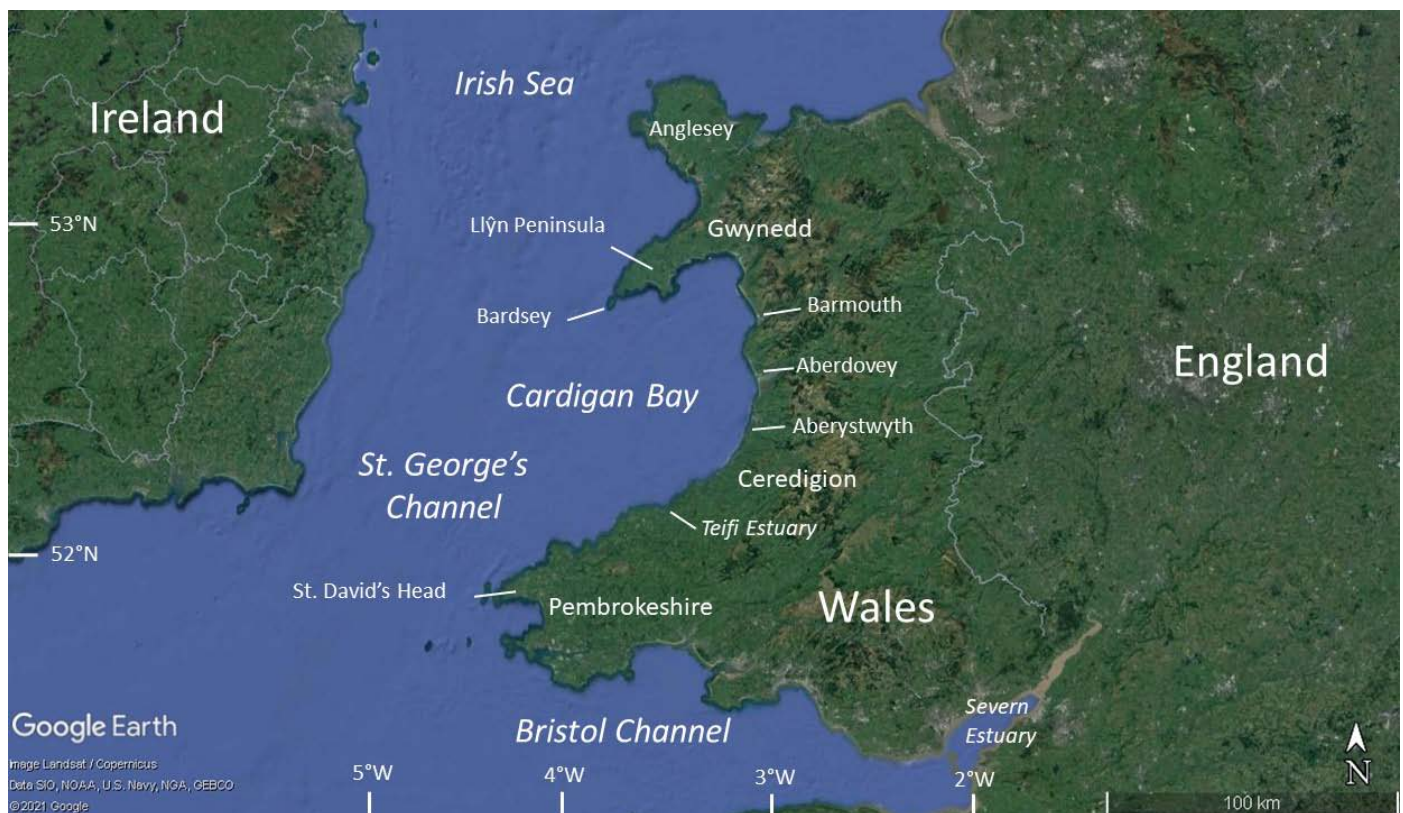 Irish Sea
Ireland
Anglesey
53°N
Llŷn Peninsula
Gwynedd
Bardsey
Barmouth
England
Aberdovey
Cardigan Bay
Aberystwyth
St. George's
Channel
Ceredigion
Teifi Estuary
52°N
St. David's Head
Pembrokeshire
Wales
Severn
Estuary
Google Earth
Bristol Channel
Image Landsat / Copernicus
Data SIO, NOAA, U.S. Navy, NGA, GEBCO
©2021 Google
5°W
4°W
3°W
2°W
N
100 km